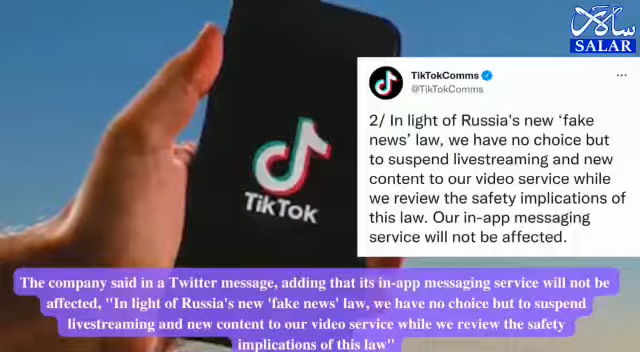 سالار
SALAR
TikTokComms
@TikTokComms
2/ In light of Russia's new ‘fake
news’ law, we have no choice but
to suspend livestreaming and new
content to our video service while
we review the safety implications of
this law. Our in-app messaging
service will not be affected.
TikTok
The company said in a Twitter message, adding that its in-app messaging service will not be
affected, "In light of Russia's new 'fake news' law, we have no choice but to suspend
livestreaming and new content to our video service while we review the safety
implications of this law"